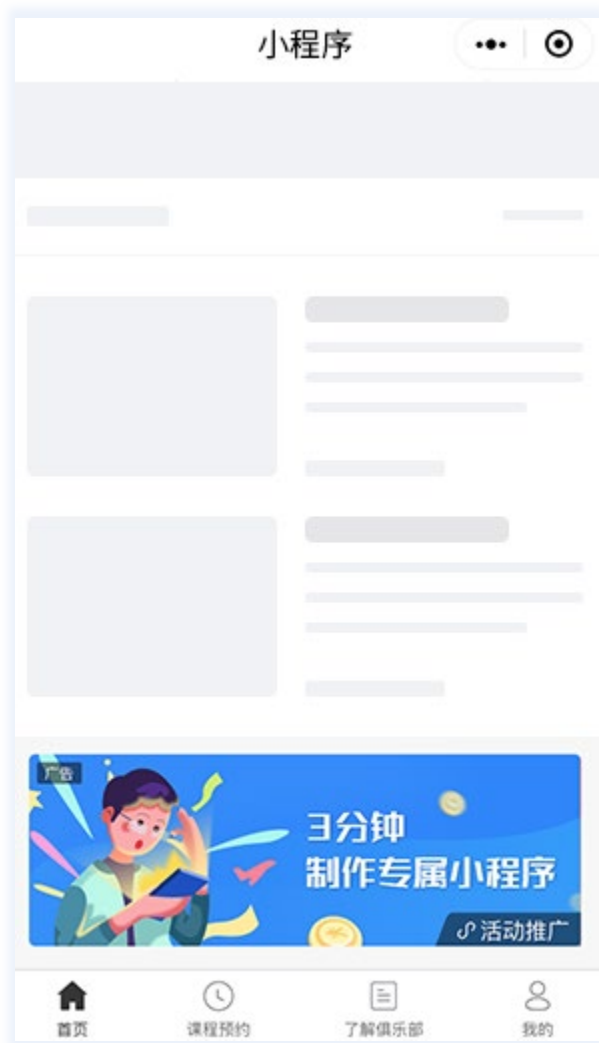 小程序
广告
3分钟
制作专属小程序
活动推广
首页
课程预约
了解俱乐部
我的